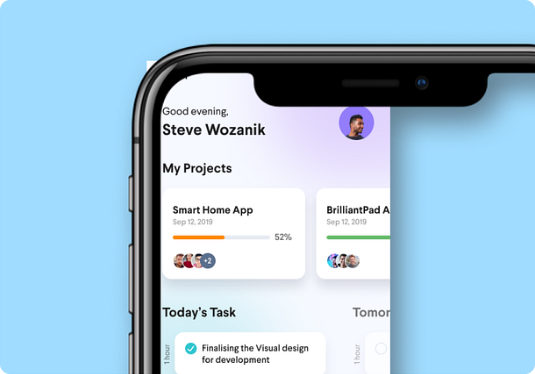 Good evening,
Steve Wozanik
My Projects
Smart Home App
Sep 12, 2019
52%
+2
BrilliantPad A
Sep 12, 2019
Today's Task
Tomor
1 hour
Finalising the Visual design
for development
1 hour